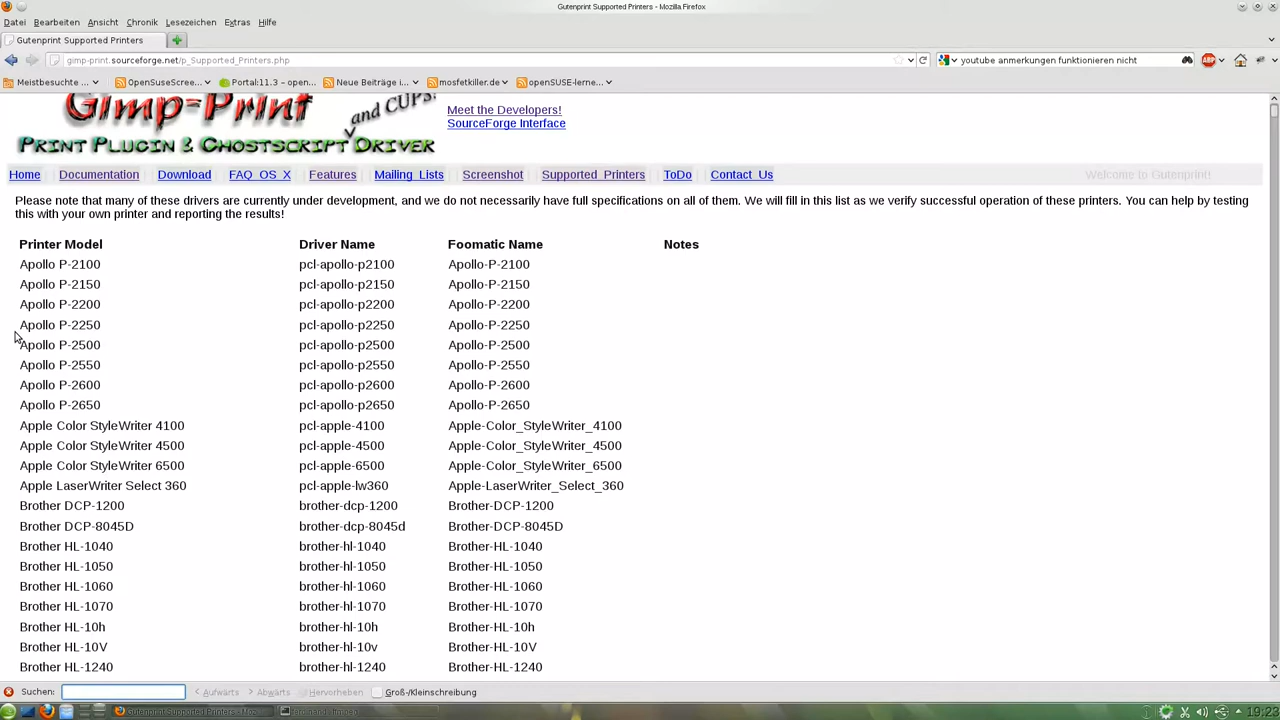 Gutenprint Supported Printers - Mozilla Firefox
Datei Bearbeiten Ansicht Chronik Lesezeichen Extras Hilfe
Gutenprint Supported Printers
gimp-print.sourceforge.net/p_Supported_Printers.php
youtube anmerkungen funktionieren nicht
ABP
Meistbesuchte ... OpenSuseScree... Portal:11.3 – open... Neue Beiträge i... mosfetkiller.de openSUSE-lerne...
Gimp-Print and CUPS!
Print Plugin & Ghostscript Driver
Meet the Developers!
SourceForge Interface
Home Documentation Download FAQ_OS_X Features Mailing_Lists Screenshot Supported_Printers ToDo Contact_Us Welcome to Gutenprint!
Please note that many of these drivers are currently under development, and we do not necessarily have full specifications on all of them. We will fill in this list as we verify successful operation of these printers. You can help by testing
this with your own printer and reporting the results!
Printer Model Driver Name Foomatic Name Notes
Apollo P-2100 pcl-apollo-p2100 Apollo-P-2100
Apollo P-2150 pcl-apollo-p2150 Apollo-P-2150
Apollo P-2200 pcl-apollo-p2200 Apollo-P-2200
Apollo P-2250 pcl-apollo-p2250 Apollo-P-2250
Apollo P-2500 pcl-apollo-p2500 Apollo-P-2500
Apollo P-2550 pcl-apollo-p2550 Apollo-P-2550
Apollo P-2600 pcl-apollo-p2600 Apollo-P-2600
Apollo P-2650 pcl-apollo-p2650 Apollo-P-2650
Apple Color StyleWriter 4100 pcl-apple-4100 Apple-Color_StyleWriter_4100
Apple Color StyleWriter 4500 pcl-apple-4500 Apple-Color_StyleWriter_4500
Apple Color StyleWriter 6500 pcl-apple-6500 Apple-Color_StyleWriter_6500
Apple LaserWriter Select 360 pcl-apple-lw360 Apple-LaserWriter_Select_360
Brother DCP-1200 brother-dcp-1200 Brother-DCP-1200
Brother DCP-8045D brother-dcp-8045d Brother-DCP-8045D
Brother HL-1040 brother-hl-1040 Brother-HL-1040
Brother HL-1050 brother-hl-1050 Brother-HL-1050
Brother HL-1060 brother-hl-1060 Brother-HL-1060
Brother HL-1070 brother-hl-1070 Brother-HL-1070
Brother HL-10h brother-hl-10h Brother-HL-10h
Brother HL-10V brother-hl-10v Brother-HL-10V
Brother HL-1240 brother-hl-1240 Brother-HL-1240
Suchen: Aufwärts Abwärts Hervorheben Groß-/Kleinschreibung
Gutenprint Supported Printers - Moz
19:23